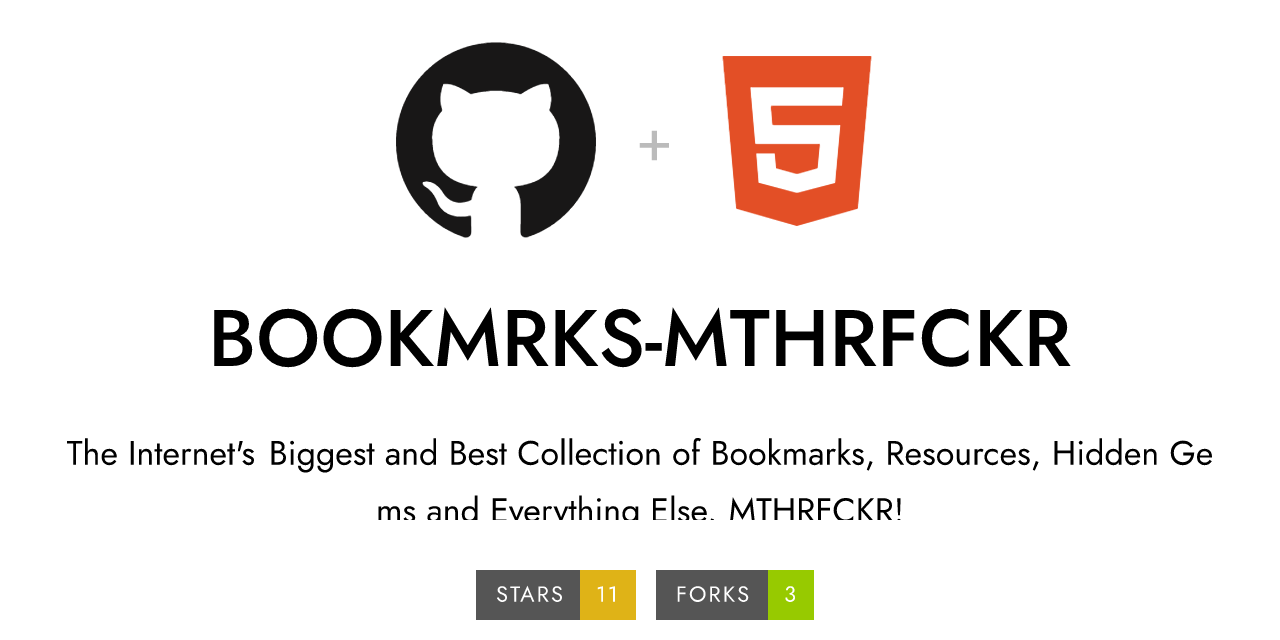 BOOKMRKS-MTHRFCKR
The Internet's Biggest and Best Collection of Bookmarks, Resources, Hidden Ge
ms and Everything Else. MTHRFCKR!
STARS 11 FORKS 3